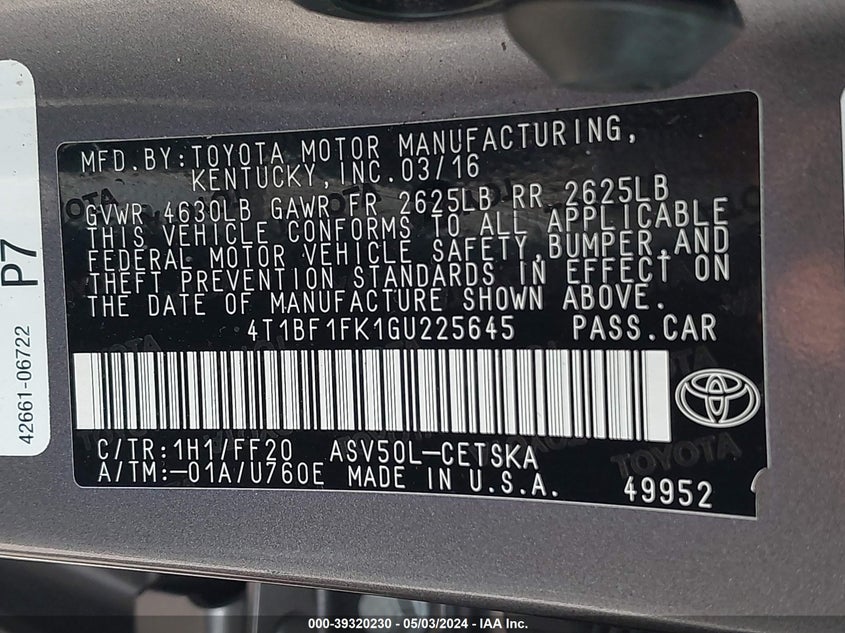 MFD. BY: TOYOTA MOTOR MANUFACTURING,
KENTUCKY, INC. 03/16
GVWR 4630LB GAWR FR 2625LB RR 2625LB
THIS VEHICLE CONFORMS TO ALL APPLICABLE
FEDERAL MOTOR VEHICLE SAFETY, BUMPER, AND
THEFT PREVENTION STANDARDS IN EFFECT ON
THE DATE OF MANUFACTURE SHOWN ABOVE.
4T1BF1FK1GU225645 PASS. CAR
C/TR: 1H1/FF20 ASV50L-CETSKA
A/TM: -01A/U760E MADE IN U.S.A.
49952
TOYOTA
P7
42661-06722
000-39320230 - 05/03/2024 - IAA Inc.